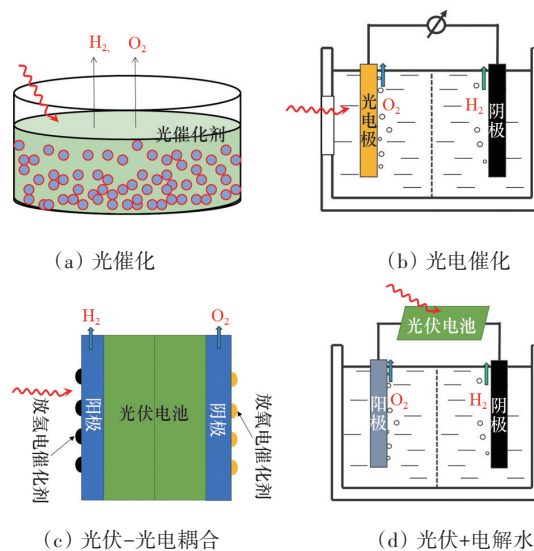 H₂, O₂
光催化剂
(a) 光催化
光电极
O₂
H₂
阴极
(b) 光电催化
H₂
O₂
放氢电催化剂
阳极
光伏电池
阴极
放氧电催化剂
(c) 光伏-光电耦合
光伏电池
阳极
O₂
H₂
阴极
(d) 光伏+电解水